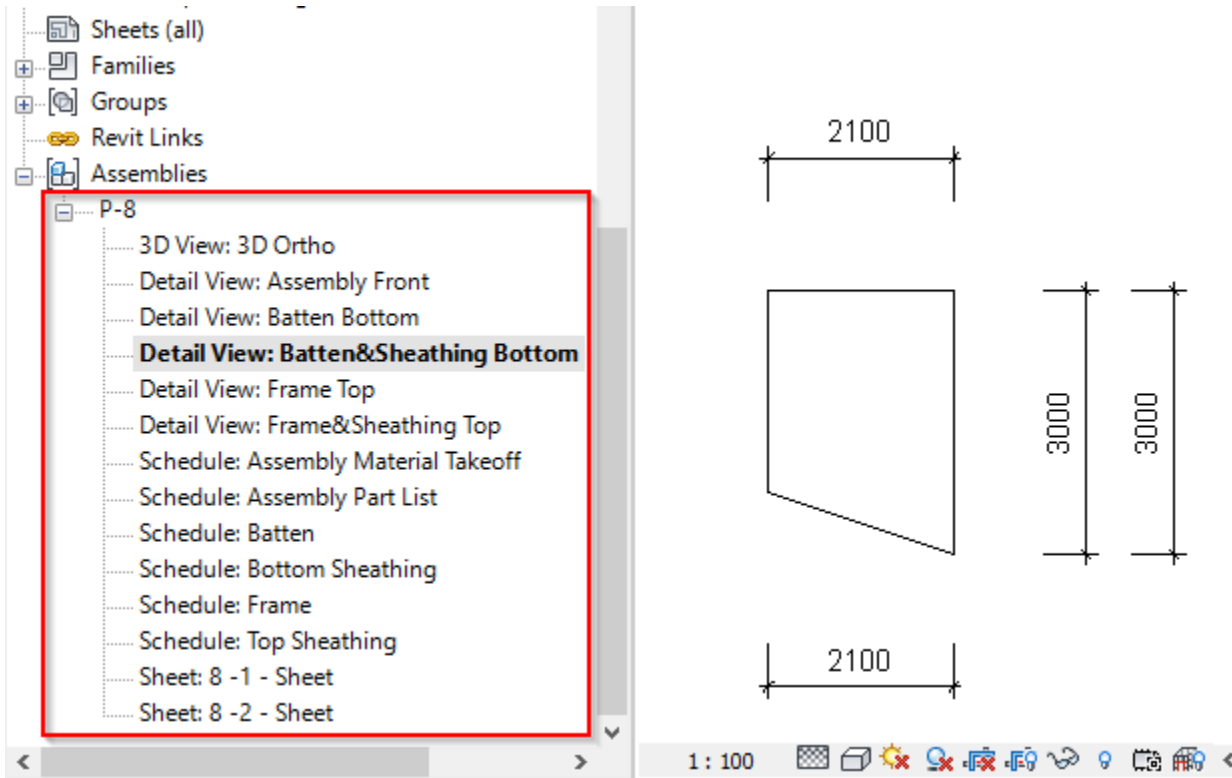 Sheets (all)
Families
Groups
Revit Links
Assemblies
P-8
3D View: 3D Ortho
Detail View: Assembly Front
Detail View: Batten Bottom
Detail View: Batten&Sheathing Bottom
Detail View: Frame Top
Detail View: Frame&Sheathing Top
Schedule: Assembly Material Takeoff
Schedule: Assembly Part List
Schedule: Batten
Schedule: Bottom Sheathing
Schedule: Frame
Schedule: Top Sheathing
Sheet: 8 -1 - Sheet
Sheet: 8 -2 - Sheet
2100
3000
3000
2100
1 : 100